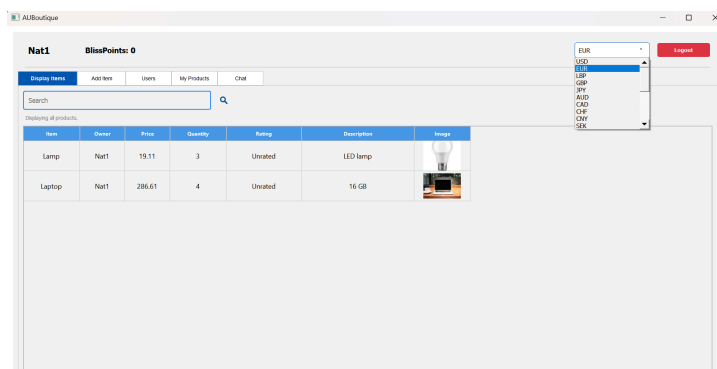 AUBoutique
Nat1 BlissPoints: 0 EUR Logout
USD
EUR
LBP
GBP
JPY
AUD
CAD
CHF
CNY
SEK
Display Items Add Item Users My Products Chat
Search
Displaying all products.
Item Owner Price Quantity Rating Description Image
Lamp Nat1 19.11 3 Unrated LED lamp
Laptop Nat1 286.61 4 Unrated 16 GB